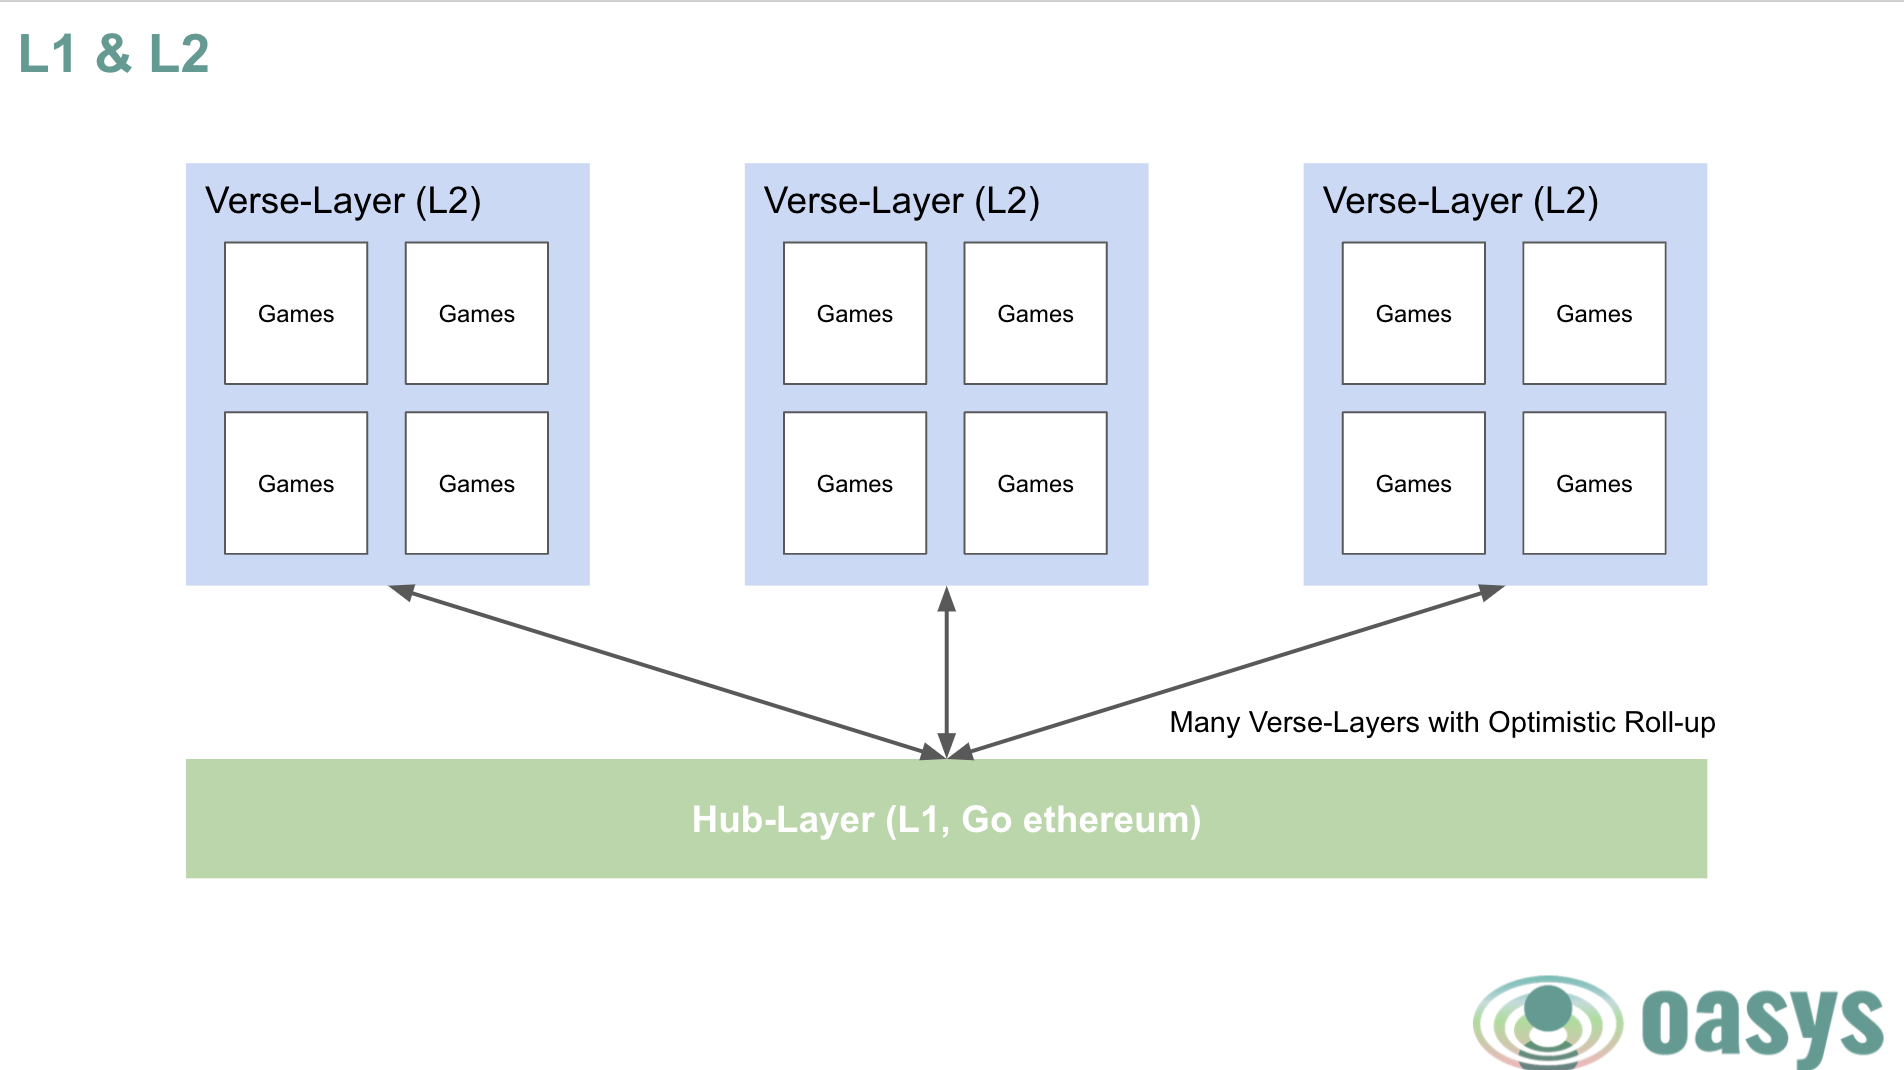 L1 & L2
Verse-Layer (L2)
Games
Games
Games
Games
Verse-Layer (L2)
Games
Games
Games
Games
Verse-Layer (L2)
Games
Games
Games
Games
Many Verse-Layers with Optimistic Roll-up
Hub-Layer (L1, Go ethereum)
oasys